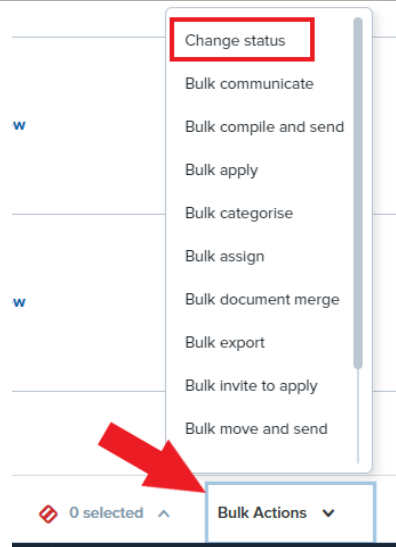 Change status
Bulk communicate
w
Bulk compile and send
Bulk apply
Bulk categorise
Bulk assign
w
Bulk document merge
Bulk export
Bulk invite to apply
Bulk move and send
0 selected
Bulk Actions